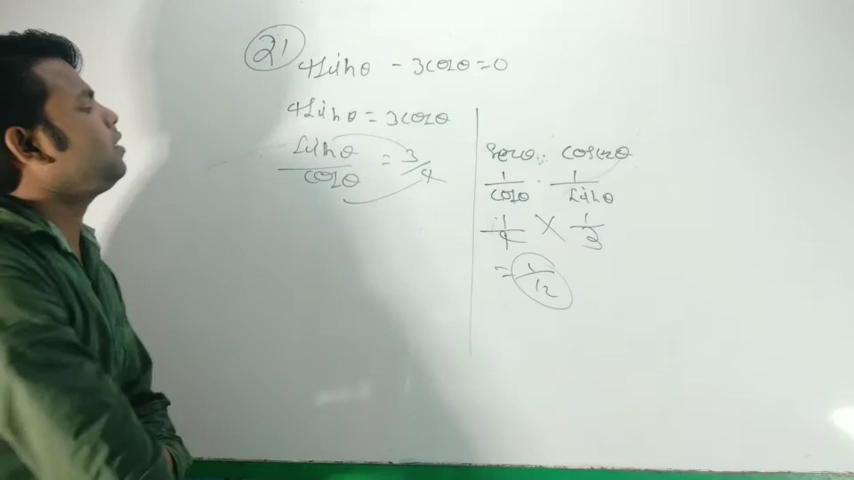 21 4sinθ - 3cosθ = 0
4sinθ = 3cosθ
sinθ/cosθ = 3/4
secθ . cosecθ
1/cosθ . 1/sinθ
1/4 × 1/3
= 1/12